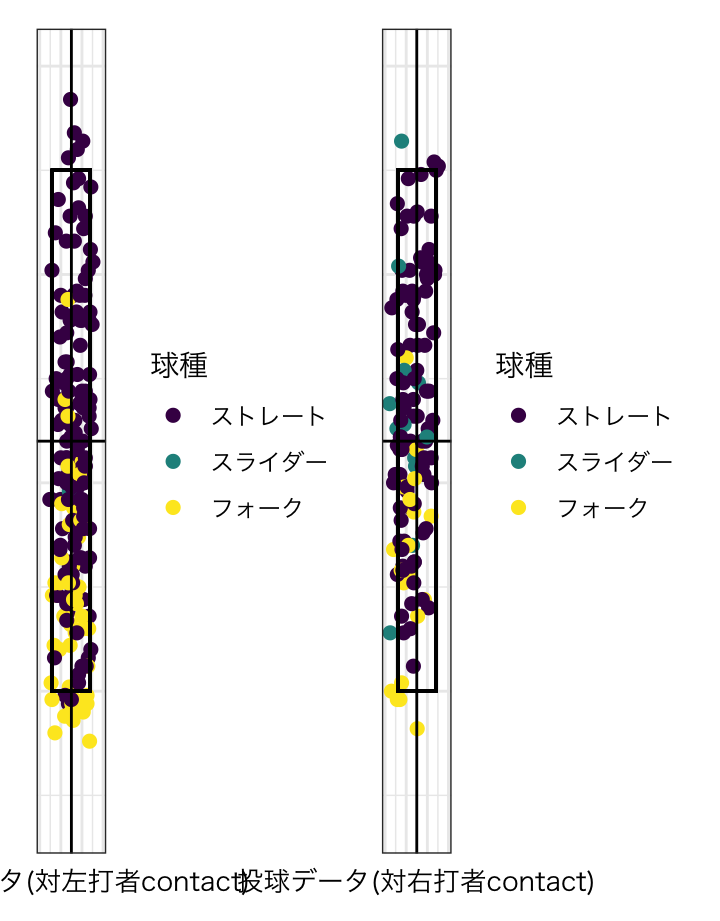 球種
ストレート
スライダー
フォーク
球種
ストレート
スライダー
フォーク
タ(対左打者contact)
投球データ(対右打者contact)